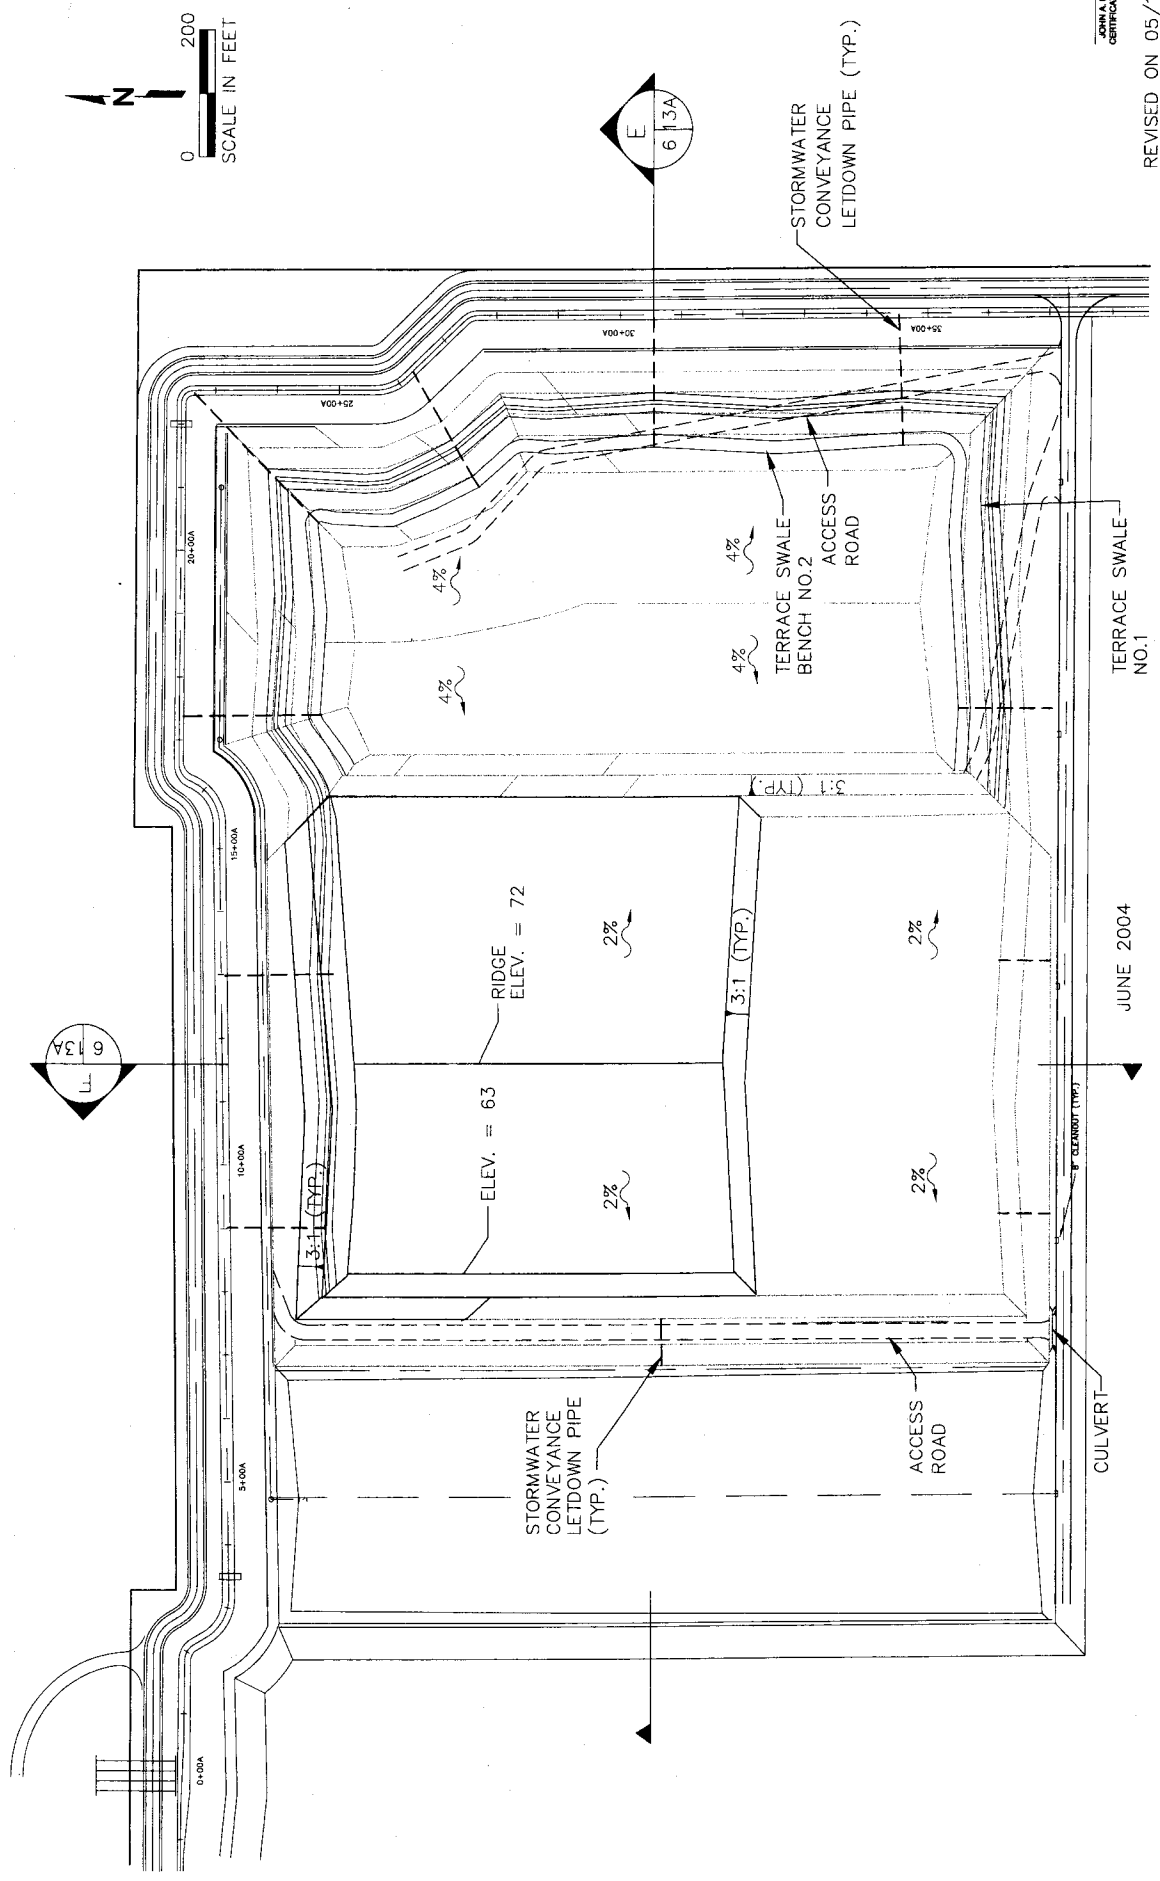 N
0 200
SCALE IN FEET
JOHN A.
REVISED ON 05/
E
6 13A
STORMWATER
CONVEYANCE
LETDOWN PIPE (TYP.)
F
6 13A
0+00A
5+00A
10+00A
15+00A
20+00A
25+00A
30+00A
35+00A
4%
4%
4%
4%
TERRACE SWALE
BENCH NO.2
ACCESS
ROAD
TERRACE SWALE
NO.1
3:1 (TYP.)
RIDGE
ELEV. = 72
ELEV. = 63
2%
2%
2%
2%
3:1 (TYP.)
3:1 (TYP.)
STORMWATER
CONVEYANCE
LETDOWN PIPE
(TYP.)
ACCESS
ROAD
CULVERT
8" CLEANOUT (TYP.)
JUNE 2004